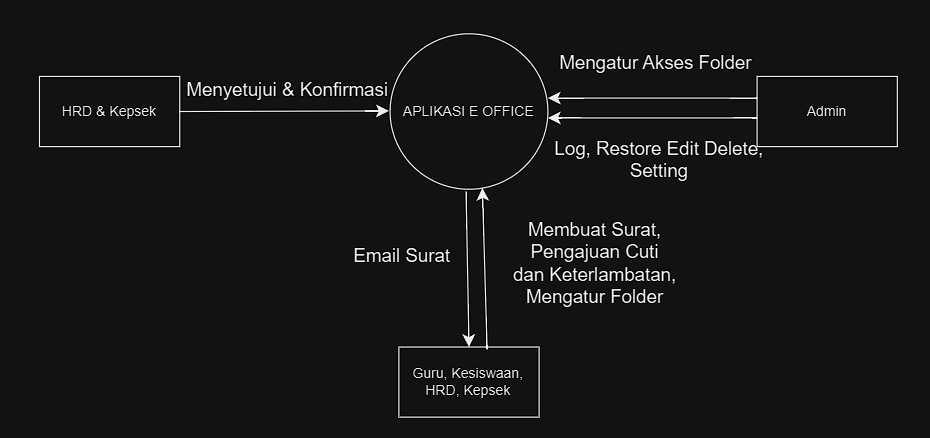 Mengatur Akses Folder
Menyetujui & Konfirmasi
HRD & Kepsek
APLIKASI E OFFICE
Admin
Log, Restore Edit Delete,
Setting
Email Surat
Membuat Surat,
Pengajuan Cuti
dan Keterlambatan,
Mengatur Folder
Guru, Kesiswaan,
HRD, Kepsek